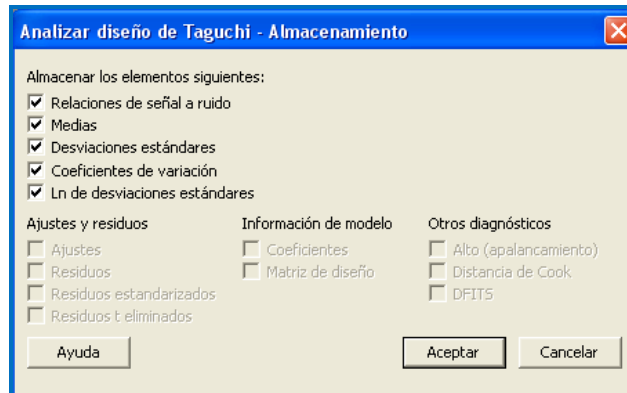 Analizar diseño de Taguchi - Almacenamiento
Almacenar los elementos siguientes:
Relaciones de señal a ruido
Medias
Desviaciones estándares
Coeficientes de variación
Ln de desviaciones estándares
Ajustes y residuos
Ajustes
Residuos
Residuos estandarizados
Residuos t eliminados
Información de modelo
Coeficientes
Matriz de diseño
Otros diagnósticos
Alto (apalancamiento)
Distancia de Cook
DFITS
Ayuda
Aceptar
Cancelar